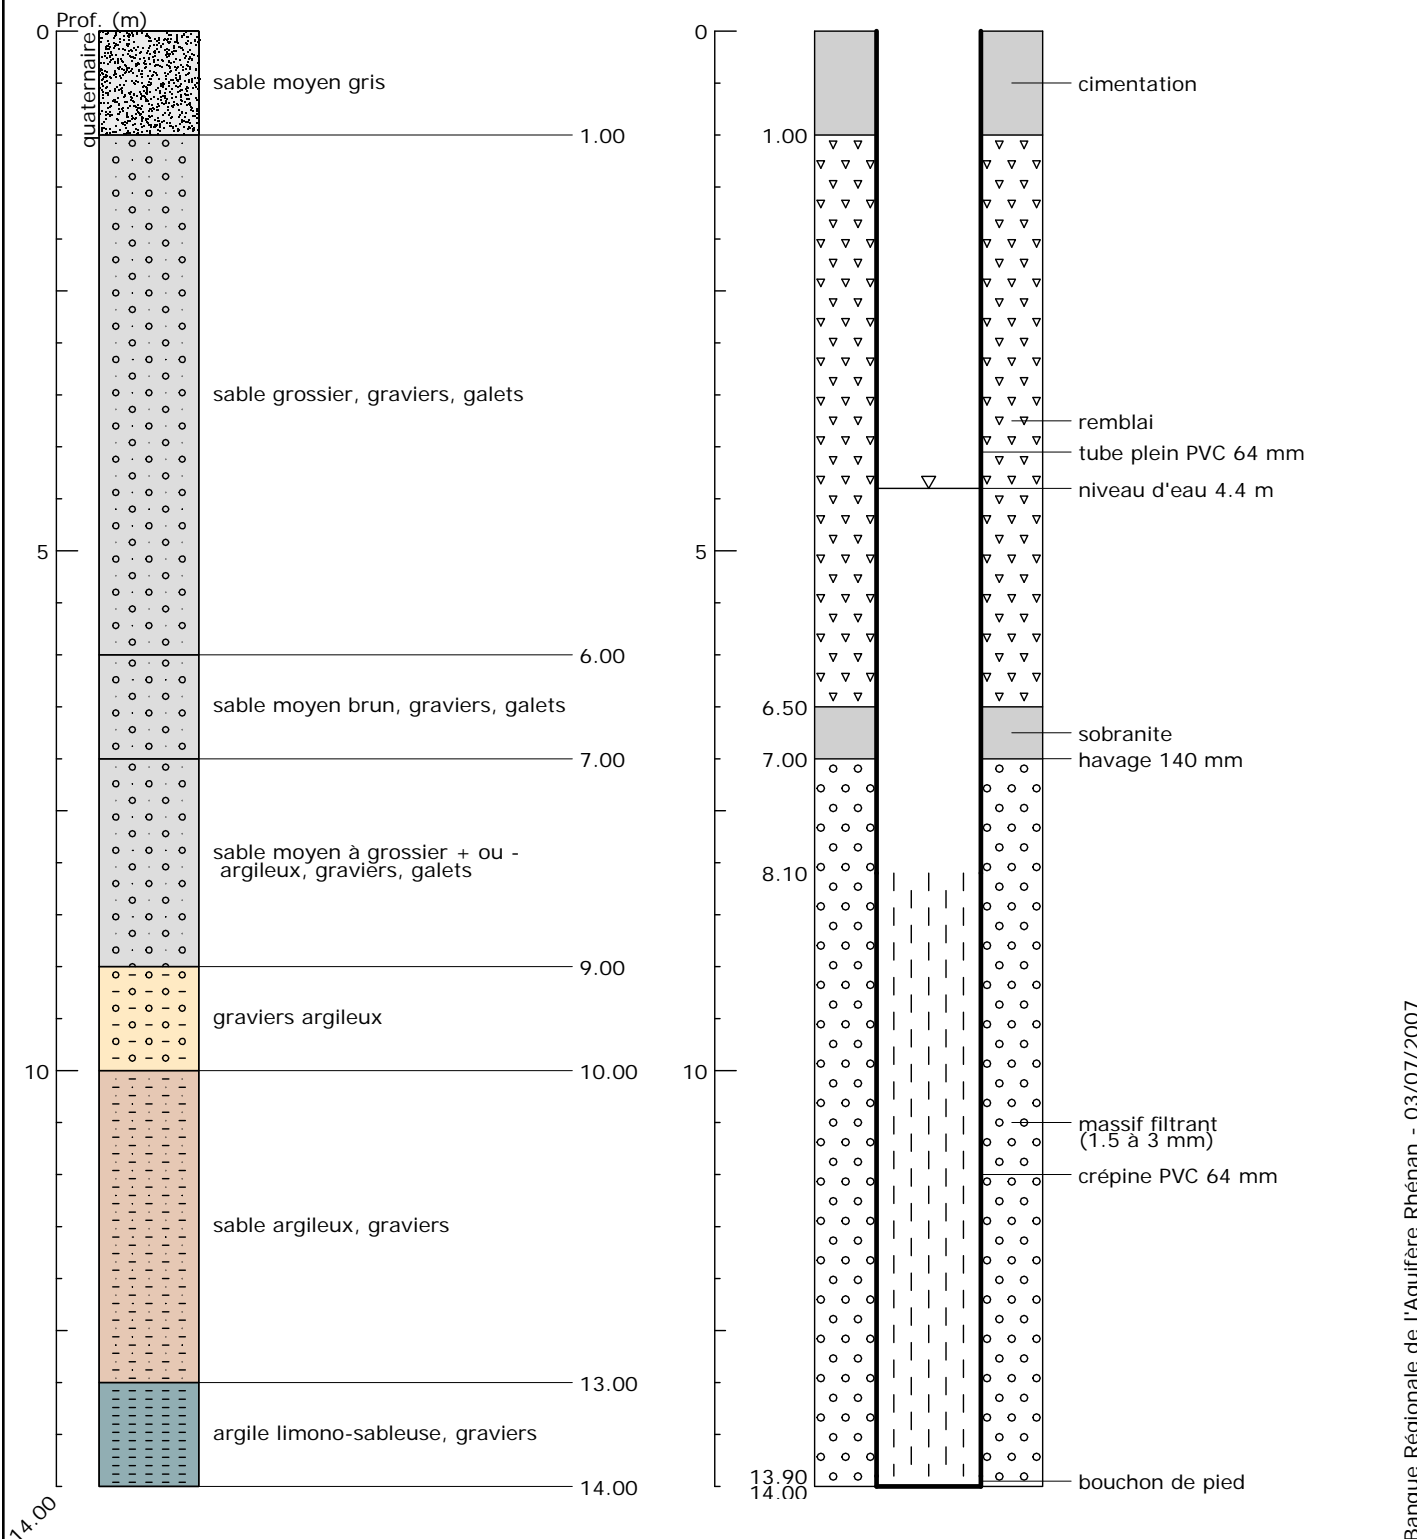 Prof. (m)
0
quaternaire
sable moyen gris
1.00
sable grossier, graviers, galets
5
6.00
sable moyen brun, graviers, galets
7.00
sable moyen à grossier + ou -
argileux, graviers, galets
9.00
graviers argileux
10
10.00
sable argileux, graviers
13.00
argile limono-sableuse, graviers
14.00
14.00
0
cimentation
1.00
remblai
tube plein PVC 64 mm
niveau d'eau 4.4 m
5
6.50
sobranite
7.00
havage 140 mm
8.10
10
massif filtrant
(1.5 à 3 mm)
crépine PVC 64 mm
13.90
bouchon de pied
14.00
Banque Régionale de l'Aquifère Rhénan - 03/07/2007